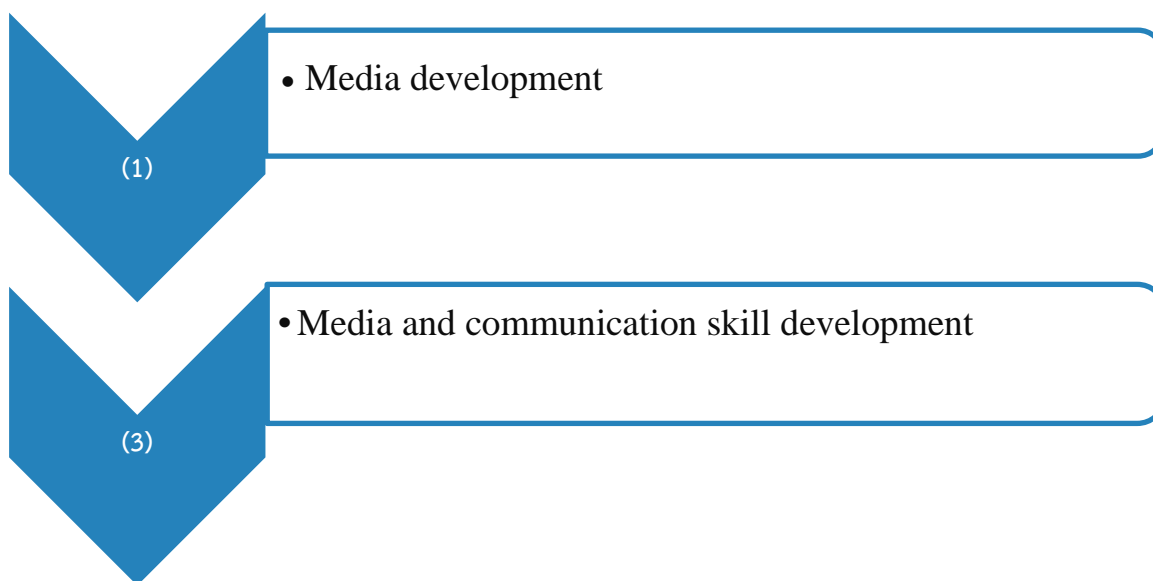 • Media development
(1)
• Media and communication skill development
(3)